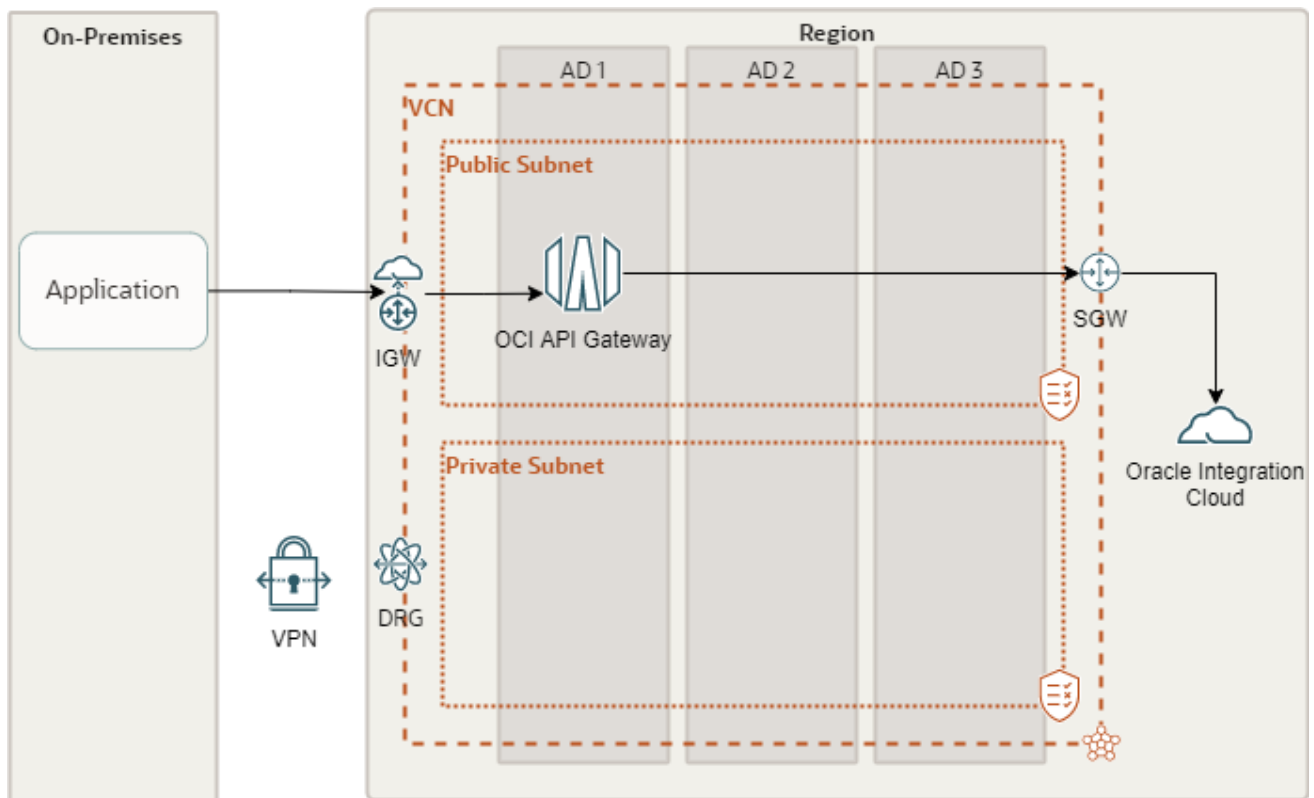 On-Premises
Region
AD 1
AD 2
AD 3
VCN
Public Subnet
Application
IGW
OCI API Gateway
SGW
Private Subnet
Oracle Integration
Cloud
VPN
DRG